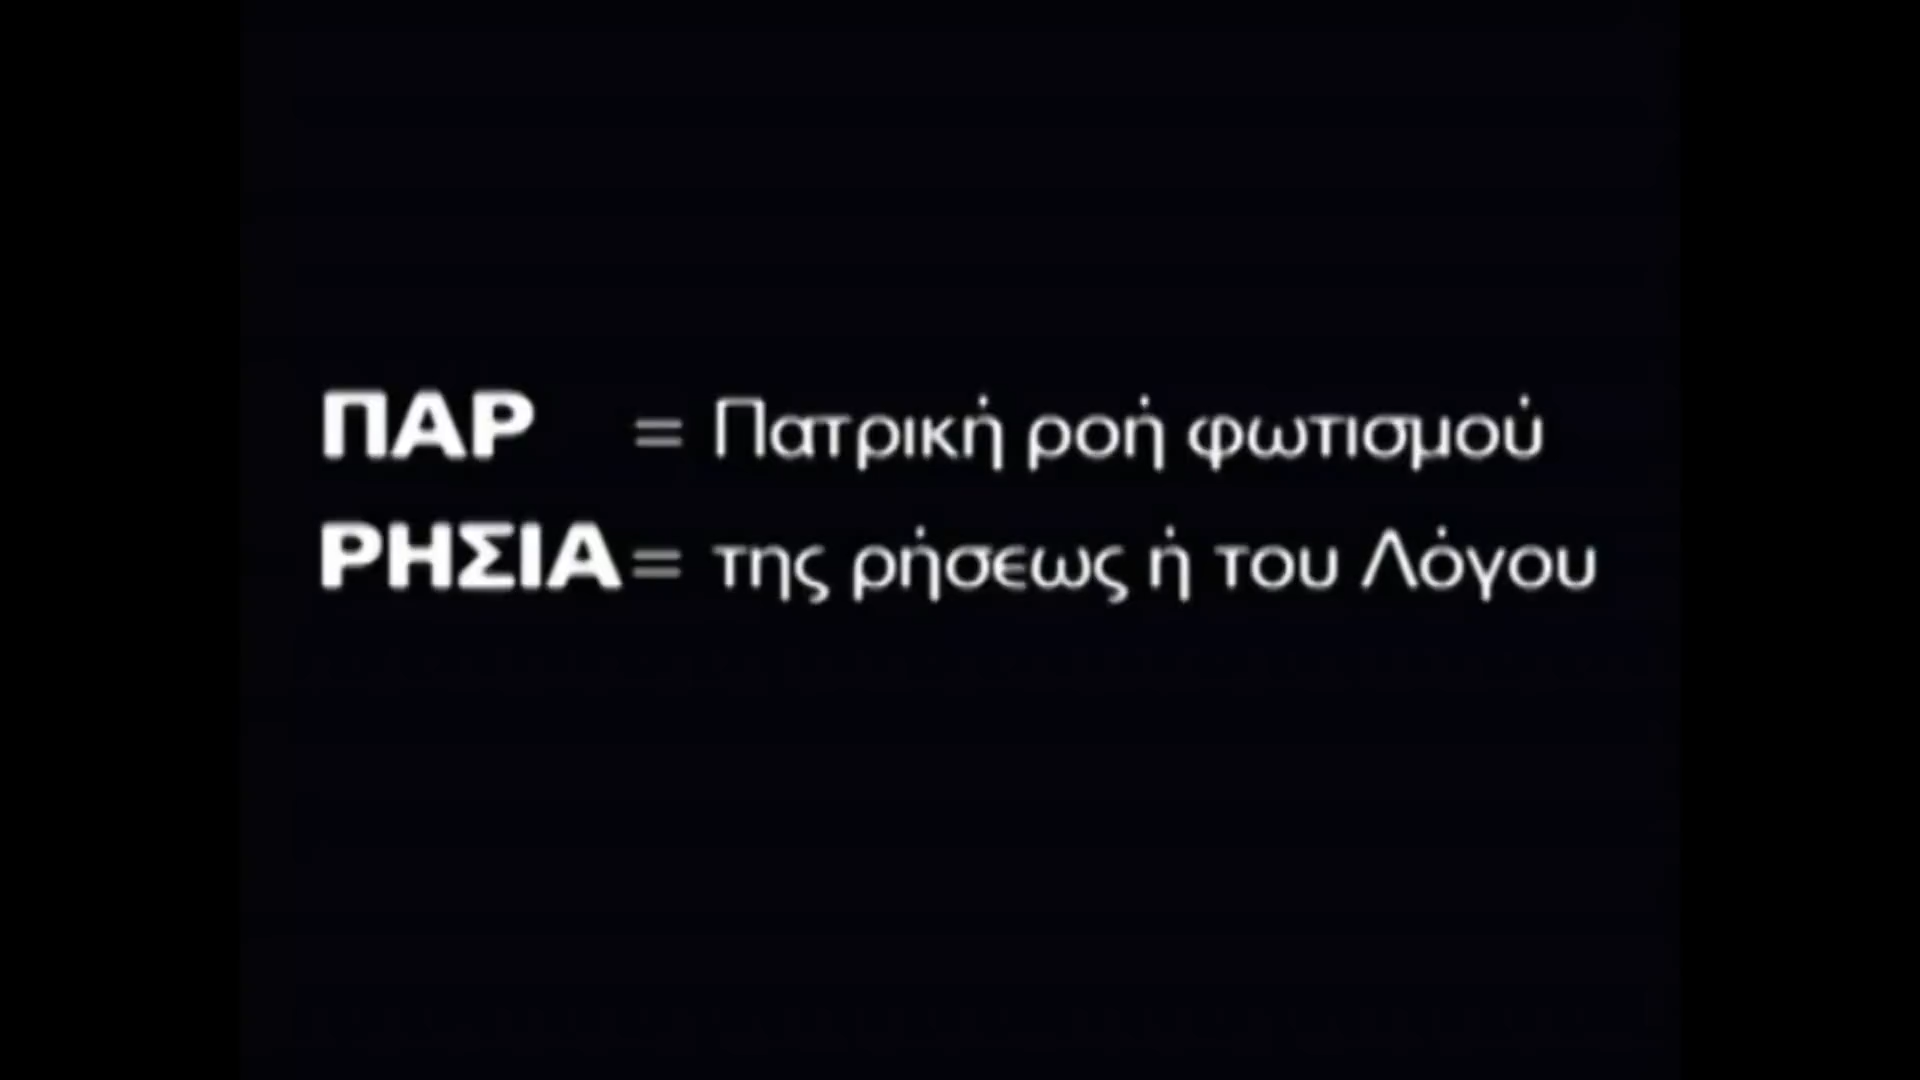 ΠΑΡ = Πατρική ροή φωτισμού
ΡΗΣΙΑ = της ρήσεως ή του Λόγου